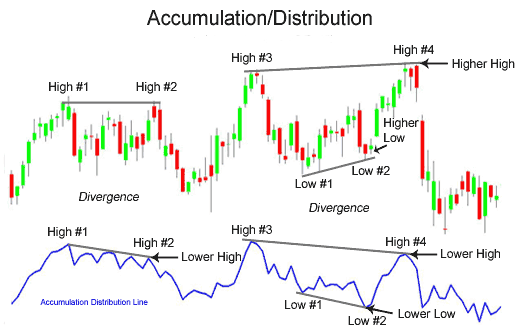 Accumulation/Distribution
High #4
High #3
Higher High
High #1
High #2
Higher
Low
Low #1
Low #2
Divergence
Divergence
High #3
High #1
High #2
High #4
Lower High
Lower High
Low #1
Accumulation Distribution Line
Lower Low
Low #2